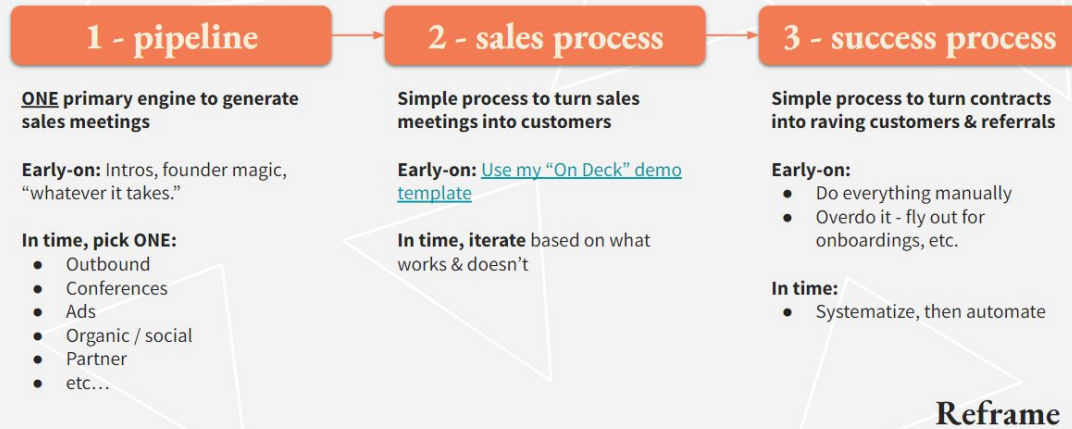 1 - pipeline
ONE primary engine to generate
sales meetings
Early-on: Intros, founder magic,
“whatever it takes.”
In time, pick ONE:
● Outbound
● Conferences
● Ads
● Organic / social
● Partner
● etc…
2 - sales process
Simple process to turn sales
meetings into customers
Early-on: Use my “On Deck” demo
template
In time, iterate based on what
works & doesn’t
3 - success process
Simple process to turn contracts
into raving customers & referrals
Early-on:
● Do everything manually
● Overdo it - fly out for
onboardings, etc.
In time:
● Systematize, then automate
Reframe